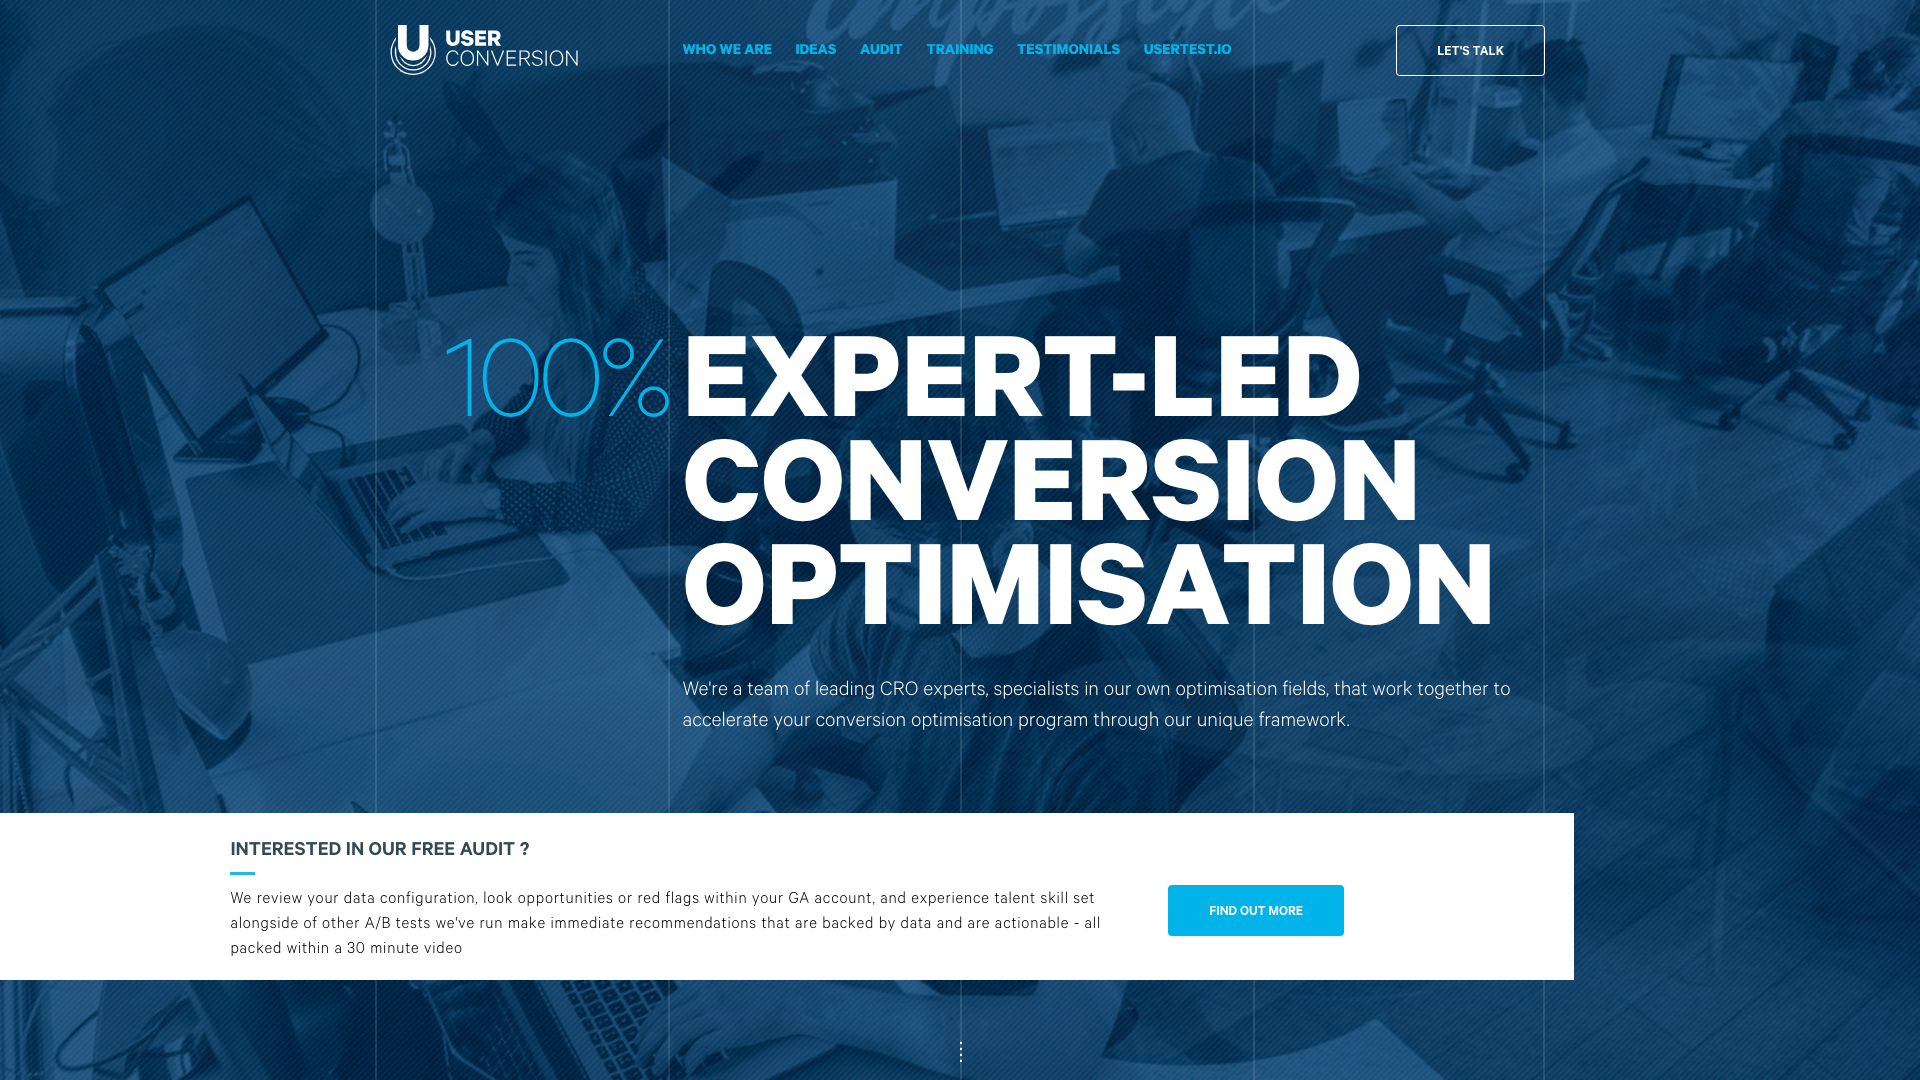 USER
CONVERSION
WHO WE ARE IDEAS AUDIT TRAINING TESTIMONIALS USERTEST.IO
LET'S TALK
100% EXPERT-LED
CONVERSION
OPTIMISATION
We're a team of leading CRO experts, specialists in our own optimisation fields, that work together to
accelerate your conversion optimisation program through our unique framework.
INTERESTED IN OUR FREE AUDIT ?
We review your data configuration, look opportunities or red flags within your GA account, and experience talent skill set
alongside of other A/B tests we've run make immediate recommendations that are backed by data and are actionable - all
packed within a 30 minute video
FIND OUT MORE